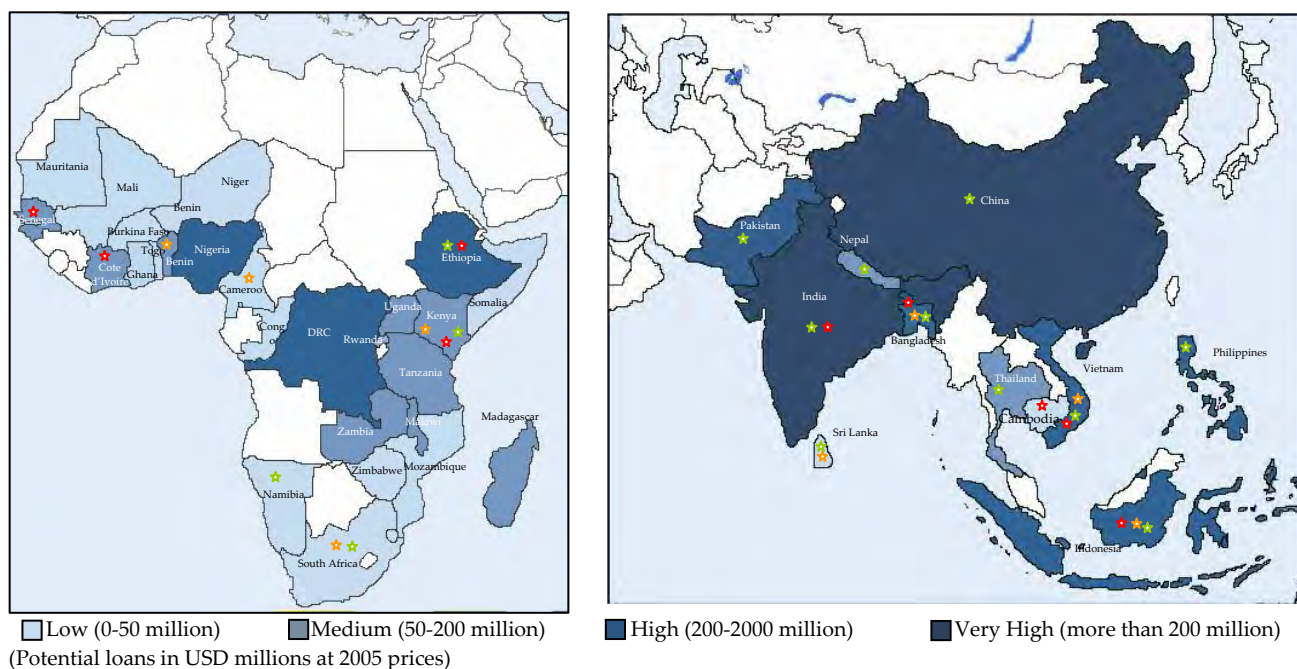 Mauritania
Mali
Niger
Senegal
Burkina Faso
Benin
Togo
Benin
Nigeria
Cote
d'Ivoire
Ghana
Cameroo
n
Cong
o
DRC
Rwanda
Uganda
Kenya
Somalia
Ethiopia
Tanzania
Malawi
Zambia
Zimbabwe
Mozambique
Madagascar
Namibia
South Africa
China
Pakistan
Nepal
India
Bangladesh
Thailand
Cambodia
Vietnam
Philippines
Sri Lanka
Indonesia
Low (0-50 million) Medium (50-200 million) High (200-2000 million) Very High (more than 200 million)
(Potential loans in USD millions at 2005 prices)